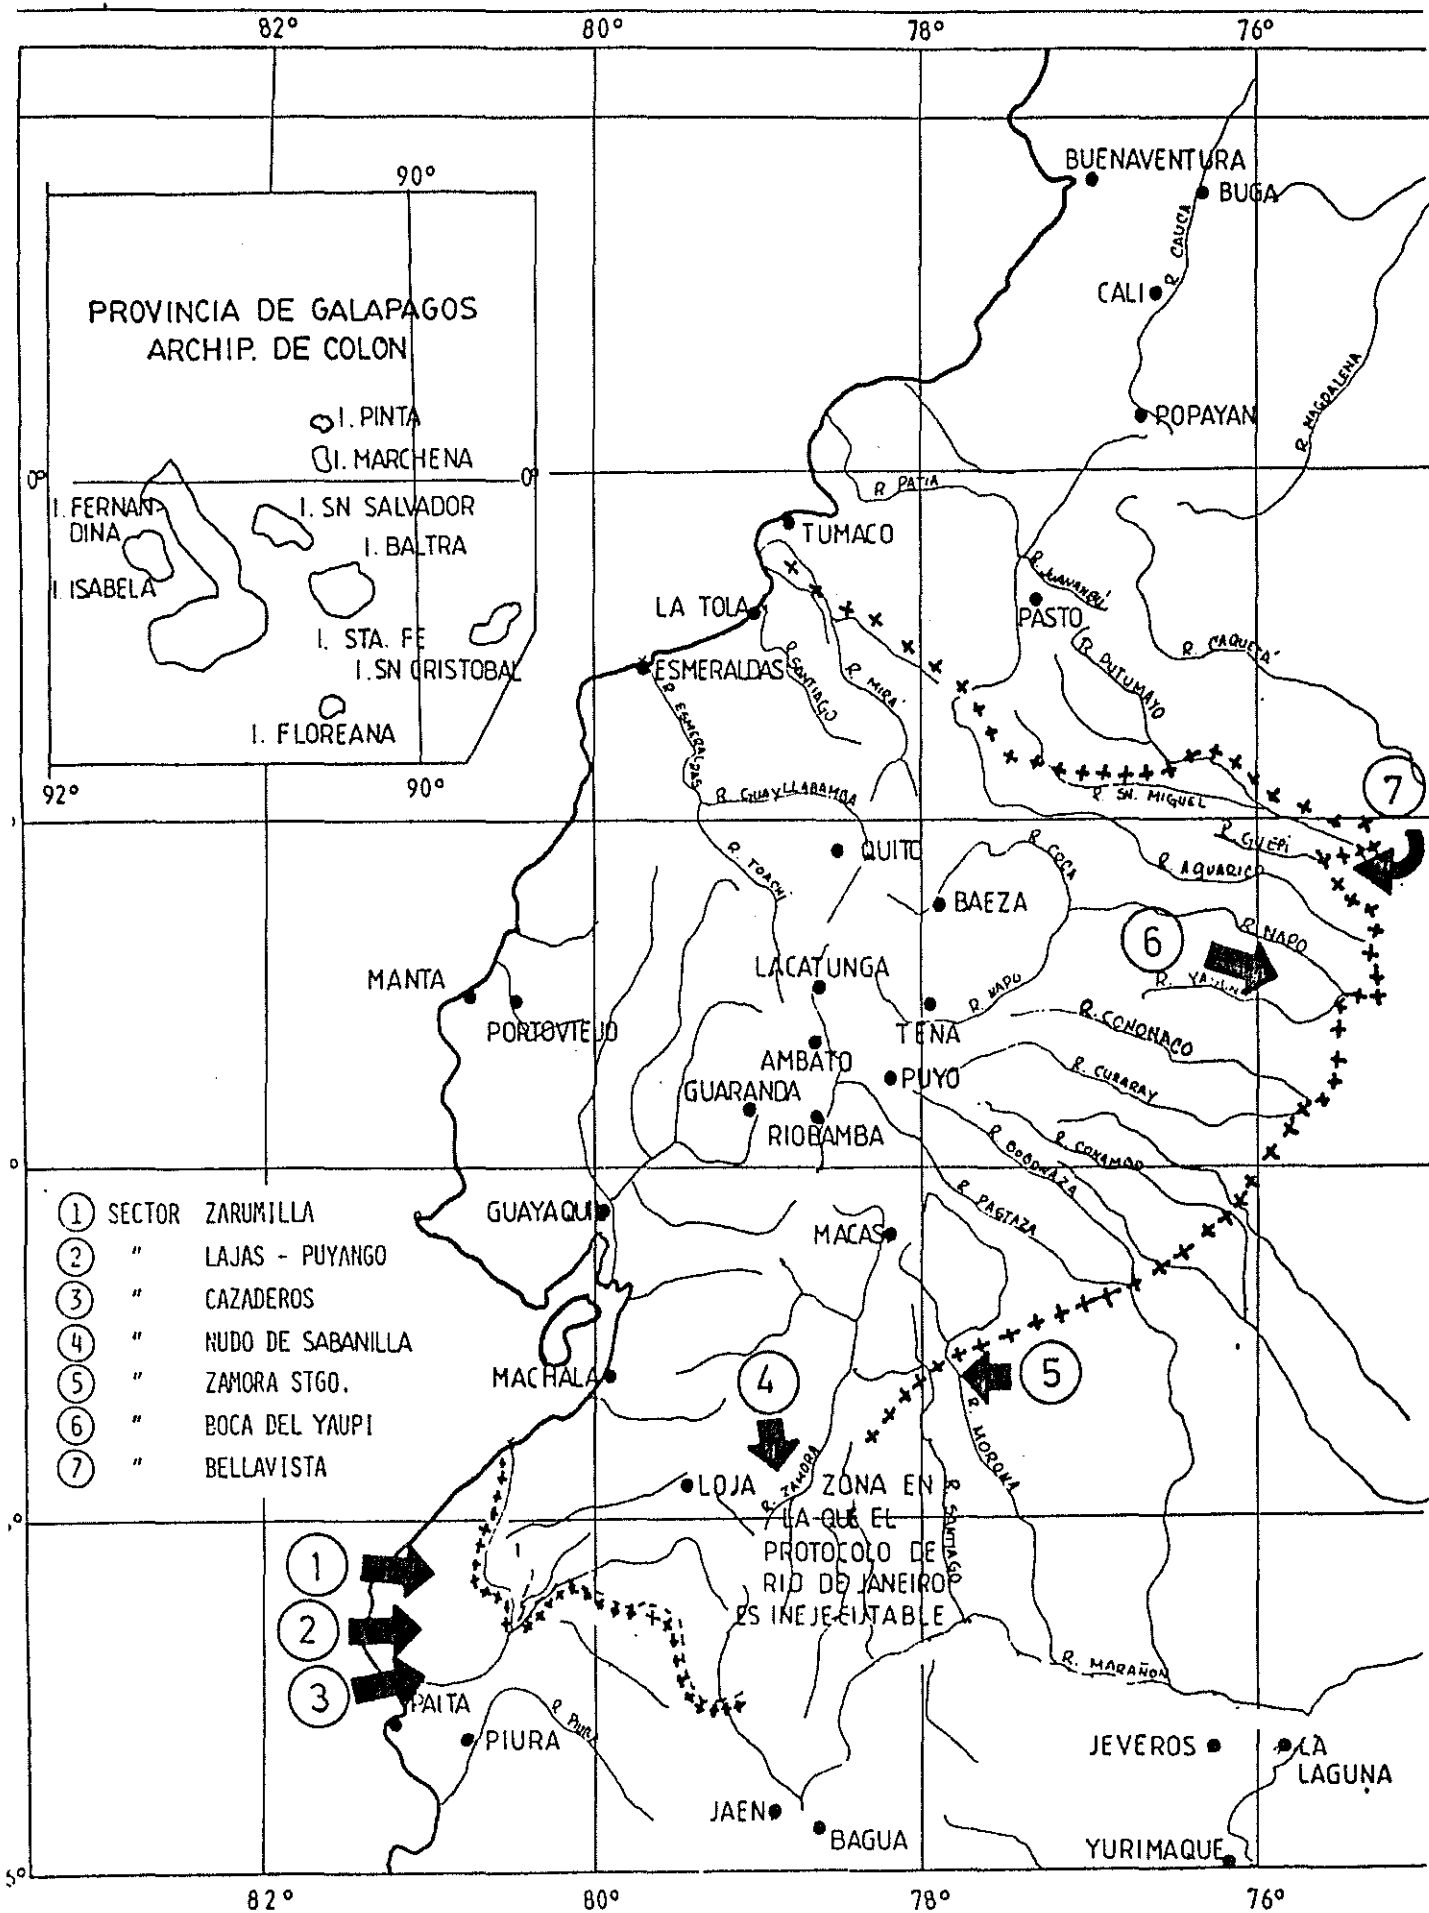 82° 80° 78° 76°
BUENAVENTURA
BUGA
R. CAUCA
CALI
R. MAGDALENA
POPAYAN
90°
PROVINCIA DE GALAPAGOS
ARCHIP. DE COLON
I. PINTA
I. MARCHENA
0° 0°
I. FERNAN-
DINA
I. SN SALVADOR
I. BALTRA
I. ISABELA
I. STA. FE
I. SN CRISTOBAL
I. FLOREANA
92° 90°
R. PATIA
TUMACO
R. JUANANBÚ
PASTO
LA TOLA
R. CAQUETÁ
R. PUTUMAYO
ESMERALDAS
R. SANTIAGO
R. MIRA
R. ESMERALDAS
R. GUAYLLABAMBA
R. SN. MIGUEL
7
R. GUEPI
QUITO
R. TOACHI
R. COCA
R. AQUARICO
BAEZA
6
R. NAPO
MANTA
LACATUNGA
PORTOVIEJO
R. NAPO
TENA
R. CONONACO
AMBATO
PUYO
R. CURARAY
GUARANDA
RIOBAMBA
R. BOBONAZA
R. PASTAZA
1 SECTOR ZARUMILLA
2 " LAJAS - PUYANGO
3 " CAZADEROS
4 " NUDO DE SABANILLA
5 " ZAMORA STGO.
6 " BOCA DEL YAUPI
7 " BELLAVISTA
GUAYAQUIL
MACAS
MACHALA
4
5
R. MORONA
R. ZAMORA
LOJA
R. SANTIAGO
ZONA EN
LA QUE EL
PROTOCOLO DE
RIO DE JANEIRO
ES INEJECUTABLE
1
2
3
R. MARAÑON
PAITA
R. PIURA
PIURA
JEVEROS
LA
LAGUNA
JAEN
BAGUA
YURIMAQUE
82° 80° 78° 76°